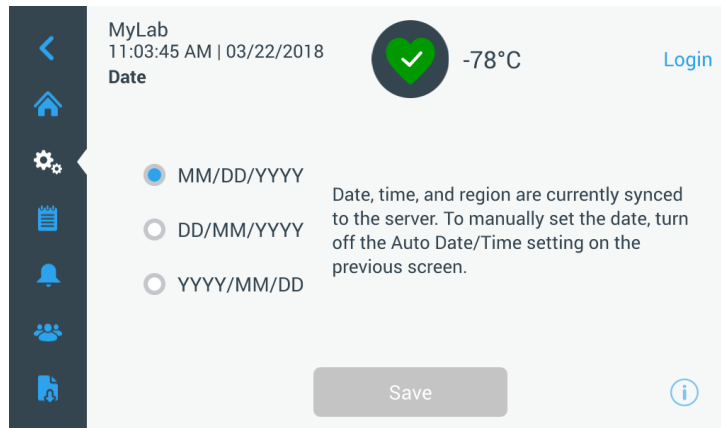 MyLab
11:03:45 AM | 03/22/2018
Date
-78°C
Login
MM/DD/YYYY
DD/MM/YYYY
YYYY/MM/DD
Date, time, and region are currently synced
to the server. To manually set the date, turn
off the Auto Date/Time setting on the
previous screen.
Save
i